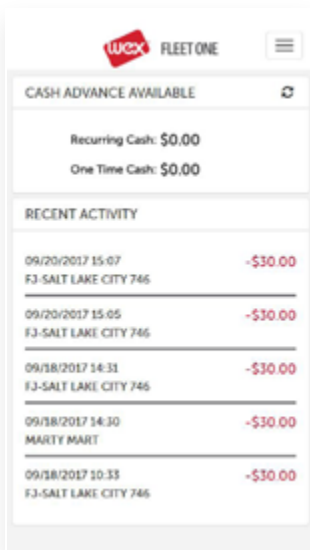 wex FLEET ONE
CASH ADVANCE AVAILABLE
Recurring Cash: $0.00
One Time Cash: $0.00
RECENT ACTIVITY
09/20/2017 15:07 -$30.00
FJ-SALT LAKE CITY 746
09/20/2017 15:05 -$30.00
FJ-SALT LAKE CITY 746
09/18/2017 14:31 -$30.00
FJ-SALT LAKE CITY 746
09/18/2017 14:30 -$30.00
MARTY MART
09/18/2017 10:33 -$30.00
FJ-SALT LAKE CITY 746